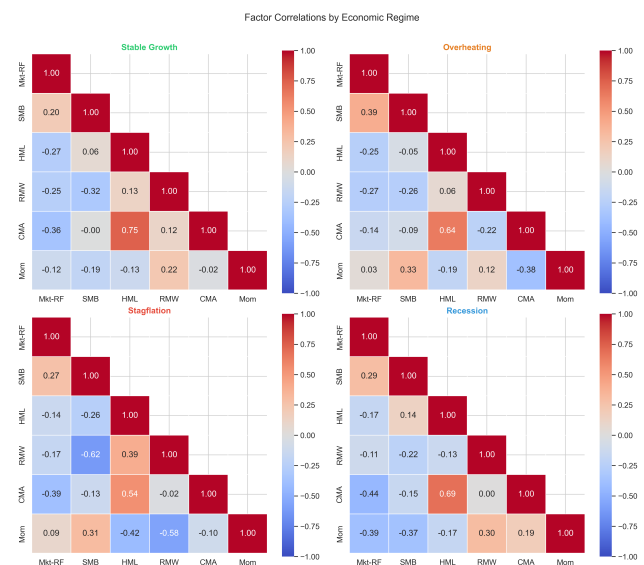 Factor Correlations by Economic Regime
Stable Growth
Mkt-RF 1.00
SMB 0.20 1.00
HML -0.27 0.06 1.00
RMW -0.25 -0.32 0.13 1.00
CMA -0.36 -0.00 0.75 0.12 1.00
Mom -0.12 -0.19 -0.13 0.22 -0.02 1.00
Mkt-RF SMB HML RMW CMA Mom
1.00
0.75
0.50
0.25
0.00
−0.25
−0.50
−0.75
−1.00
Overheating
Mkt-RF 1.00
SMB 0.39 1.00
HML -0.25 -0.05 1.00
RMW -0.27 -0.26 0.06 1.00
CMA -0.14 -0.09 0.64 -0.22 1.00
Mom 0.03 0.33 -0.19 0.12 -0.38 1.00
Mkt-RF SMB HML RMW CMA Mom
1.00
0.75
0.50
0.25
0.00
−0.25
−0.50
−0.75
−1.00
Stagflation
Mkt-RF 1.00
SMB 0.27 1.00
HML -0.14 -0.26 1.00
RMW -0.17 -0.62 0.39 1.00
CMA -0.39 -0.13 0.54 -0.02 1.00
Mom 0.09 0.31 -0.42 -0.58 -0.10 1.00
Mkt-RF SMB HML RMW CMA Mom
1.00
0.75
0.50
0.25
0.00
−0.25
−0.50
−0.75
−1.00
Recession
Mkt-RF 1.00
SMB 0.29 1.00
HML -0.17 0.14 1.00
RMW -0.11 -0.22 -0.13 1.00
CMA -0.44 -0.15 0.69 0.00 1.00
Mom -0.39 -0.37 -0.17 0.30 0.19 1.00
Mkt-RF SMB HML RMW CMA Mom
1.00
0.75
0.50
0.25
0.00
−0.25
−0.50
−0.75
−1.00